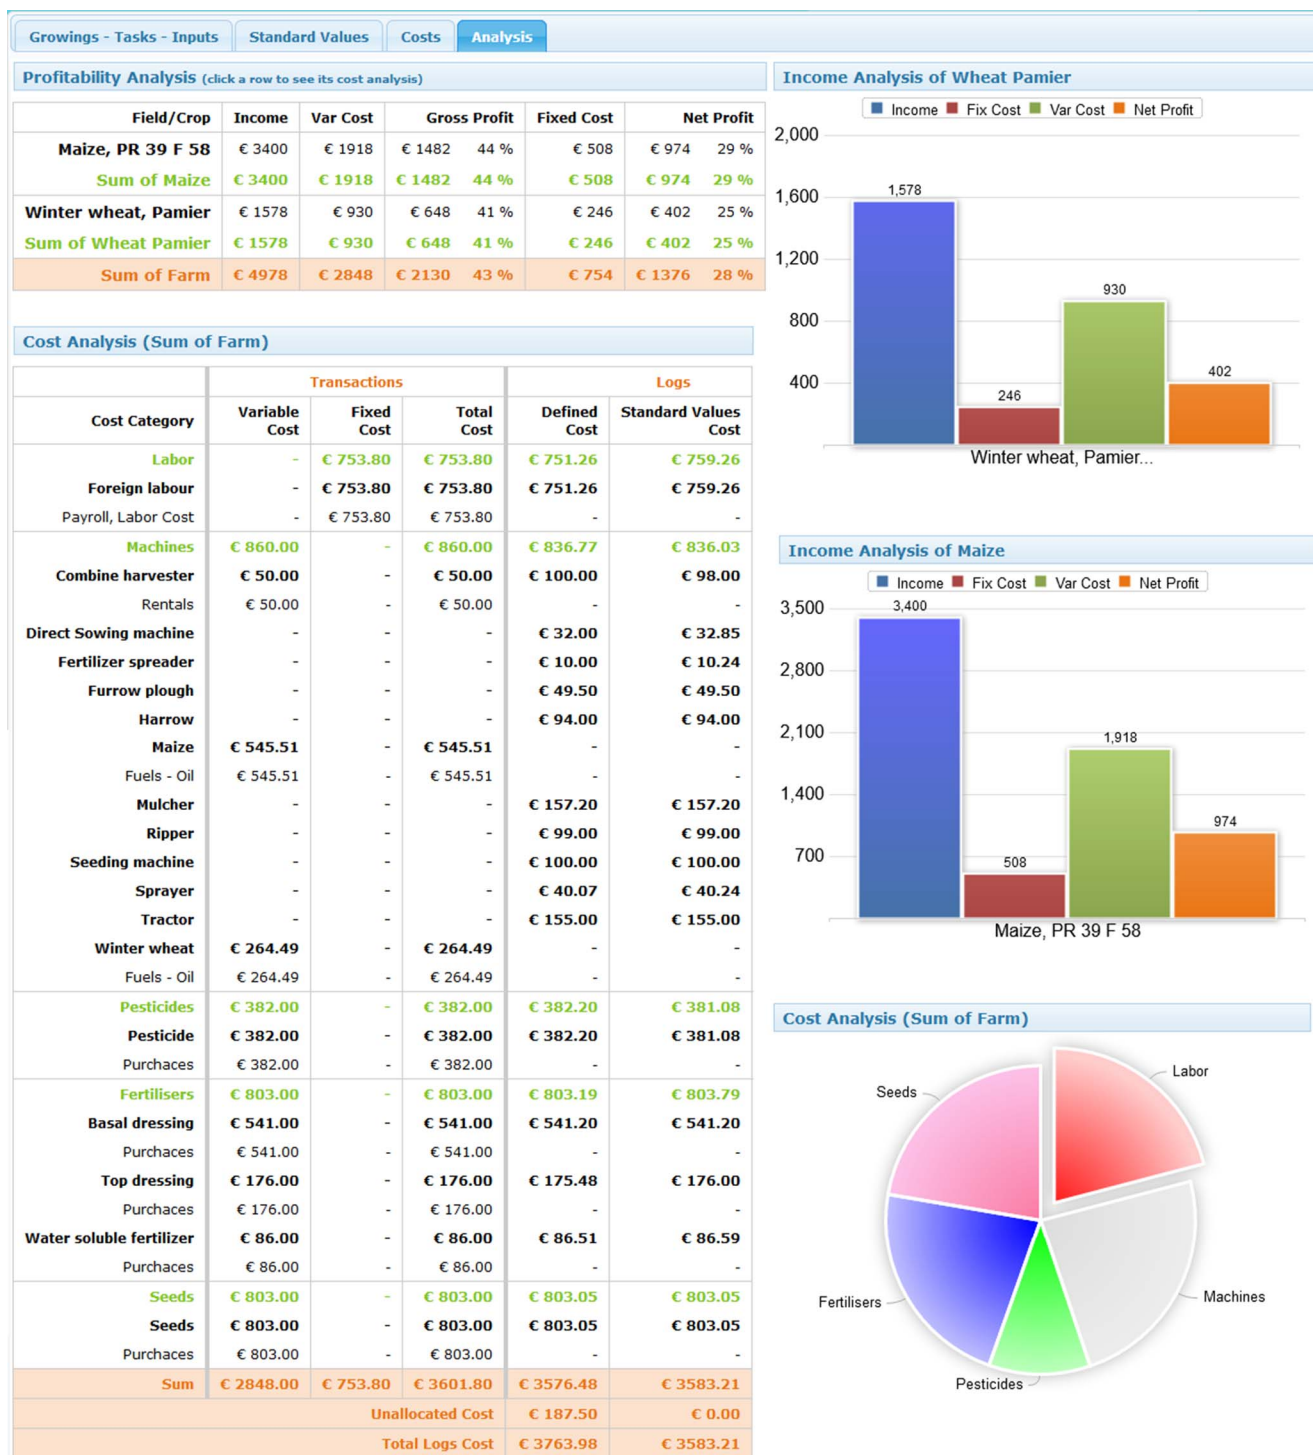 Growings - Tasks - Inputs Standard Values Costs Analysis
Profitability Analysis (click a row to see its cost analysis)
Field/Crop Income Var Cost Gross Profit Fixed Cost Net Profit
Maize, PR 39 F 58 € 3400 € 1918 € 1482 44 % € 508 € 974 29 %
Sum of Maize € 3400 € 1918 € 1482 44 % € 508 € 974 29 %
Winter wheat, Pamier € 1578 € 930 € 648 41 % € 246 € 402 25 %
Sum of Wheat Pamier € 1578 € 930 € 648 41 % € 246 € 402 25 %
Sum of Farm € 4978 € 2848 € 2130 43 % € 754 € 1376 28 %
Cost Analysis (Sum of Farm)
Transactions Logs
Cost Category Variable Cost Fixed Cost Total Cost Defined Cost Standard Values Cost
Labor - € 753.80 € 753.80 € 751.26 € 759.26
Foreign labour - € 753.80 € 753.80 € 751.26 € 759.26
Payroll, Labor Cost - € 753.80 € 753.80 - -
Machines € 860.00 - € 860.00 € 836.77 € 836.03
Combine harvester € 50.00 - € 50.00 € 100.00 € 98.00
Rentals € 50.00 - € 50.00 - -
Direct Sowing machine - - - € 32.00 € 32.85
Fertilizer spreader - - - € 10.00 € 10.24
Furrow plough - - - € 49.50 € 49.50
Harrow - - - € 94.00 € 94.00
Maize € 545.51 - € 545.51 - -
Fuels - Oil € 545.51 - € 545.51 - -
Mulcher - - - € 157.20 € 157.20
Ripper - - - € 99.00 € 99.00
Seeding machine - - - € 100.00 € 100.00
Sprayer - - - € 40.07 € 40.24
Tractor - - - € 155.00 € 155.00
Winter wheat € 264.49 - € 264.49 - -
Fuels - Oil € 264.49 - € 264.49 - -
Pesticides € 382.00 - € 382.00 € 382.20 € 381.08
Pesticide € 382.00 - € 382.00 € 382.20 € 381.08
Purchaces € 382.00 - € 382.00 - -
Fertilisers € 803.00 - € 803.00 € 803.19 € 803.79
Basal dressing € 541.00 - € 541.00 € 541.20 € 541.20
Purchaces € 541.00 - € 541.00 - -
Top dressing € 176.00 - € 176.00 € 175.48 € 176.00
Purchaces € 176.00 - € 176.00 - -
Water soluble fertilizer € 86.00 - € 86.00 € 86.51 € 86.59
Purchaces € 86.00 - € 86.00 - -
Seeds € 803.00 - € 803.00 € 803.05 € 803.05
Seeds € 803.00 - € 803.00 € 803.05 € 803.05
Purchaces € 803.00 - € 803.00 - -
Sum € 2848.00 € 753.80 € 3601.80 € 3576.48 € 3583.21
Unallocated Cost € 187.50 € 0.00
Total Logs Cost € 3763.98 € 3583.21
Income Analysis of Wheat Pamier
Income Fix Cost Var Cost Net Profit
2,000
1,600
1,200
800
400
1,578
246
930
402
Winter wheat, Pamier...
Income Analysis of Maize
Income Fix Cost Var Cost Net Profit
3,500
2,800
2,100
1,400
700
3,400
508
1,918
974
Maize, PR 39 F 58
Cost Analysis (Sum of Farm)
Labor
Seeds
Machines
Fertilisers
Pesticides